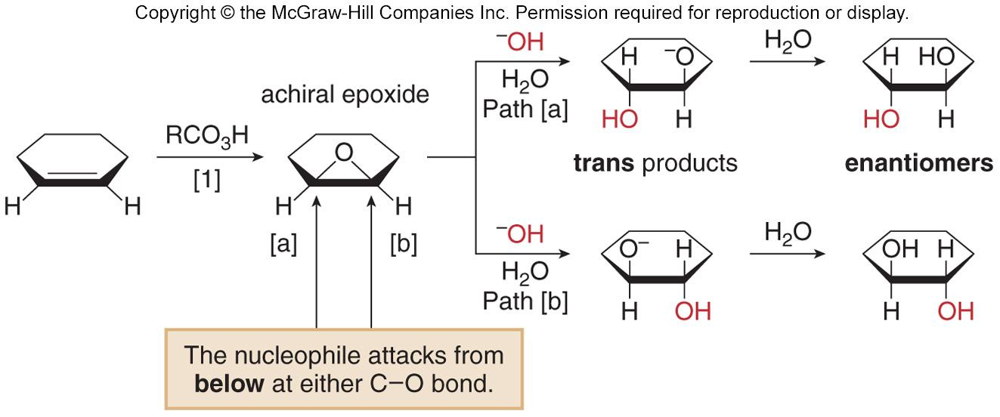 Copyright © the McGraw-Hill Companies Inc. Permission required for reproduction or display.
achiral epoxide
RCO₃H
[1]
H
H
O
H
H
[a]
[b]
⁻OH
H₂O
Path [a]
H
⁻O
HO
H
H₂O
H
HO
HO
H
trans products
enantiomers
⁻OH
H₂O
Path [b]
O⁻
H
H
OH
H₂O
OH
H
H
OH
The nucleophile attacks from
below at either C−O bond.